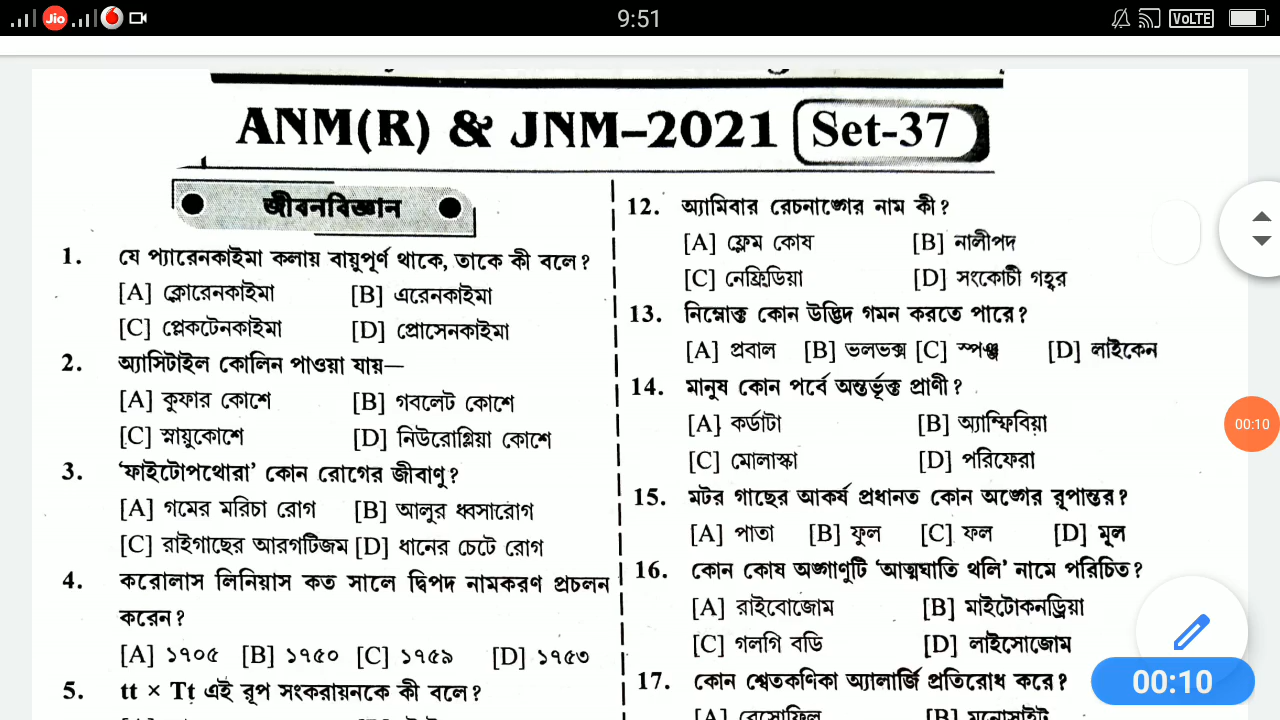 Jio
9:51
VoLTE
ANM(R) & JNM–2021 Set-37
জীবনবিজ্ঞান
1. যে প্যারেনকাইমা কলায় বায়ুপূর্ণ থাকে, তাকে কী বলে?
[A] ক্লোরেনকাইমা [B] এরেনকাইমা
[C] প্লেকটেনকাইমা [D] প্রোসেনকাইমা
2. অ্যাসিটাইল কোলিন পাওয়া যায়—
[A] কুফার কোশে [B] গবলেট কোশে
[C] স্নায়ুকোশে [D] নিউরোগ্লিয়া কোশে
3. 'ফাইটোপথোরা' কোন রোগের জীবাণু?
[A] গমের মরিচা রোগ [B] আলুর ধ্বসারোগ
[C] রাইগাছের আরগটিজম [D] ধানের চেটে রোগ
4. করোলাস লিনিয়াস কত সালে দ্বিপদ নামকরণ প্রচলন
করেন?
[A] ১৭০৫ [B] ১৭৫০ [C] ১৭৫৯ [D] ১৭৫৩
5. tt × Tt এই রূপ সংকরায়নকে কী বলে?
12. অ্যামিবার রেচনাঙ্গের নাম কী?
[A] ফ্লেম কোষ [B] নালীপদ
[C] নেফ্রিডিয়া [D] সংকোচী গহ্বর
13. নিম্নোক্ত কোন উদ্ভিদ গমন করতে পারে?
[A] প্রবাল [B] ভলভক্স [C] স্পঞ্জ [D] লাইকেন
14. মানুষ কোন পর্বে অন্তর্ভূক্ত প্রাণী?
[A] কর্ডাটা [B] অ্যাম্ফিবিয়া
[C] মোলাস্কা [D] পরিফেরা
15. মটর গাছের আকর্ষ প্রধানত কোন অঙ্গের রূপান্তর?
[A] পাতা [B] ফুল [C] ফল [D] মূল
16. কোন কোষ অঙ্গাণুটি 'আত্মঘাতি থলি' নামে পরিচিত?
[A] রাইবোজোম [B] মাইটোকনড্রিয়া
[C] গলগি বডি [D] লাইসোজোম
17. কোন শ্বেতকণিকা অ্যালার্জি প্রতিরোধ করে?
[A] বেসোফিল [B] মনোসাইট
00:10
00:10